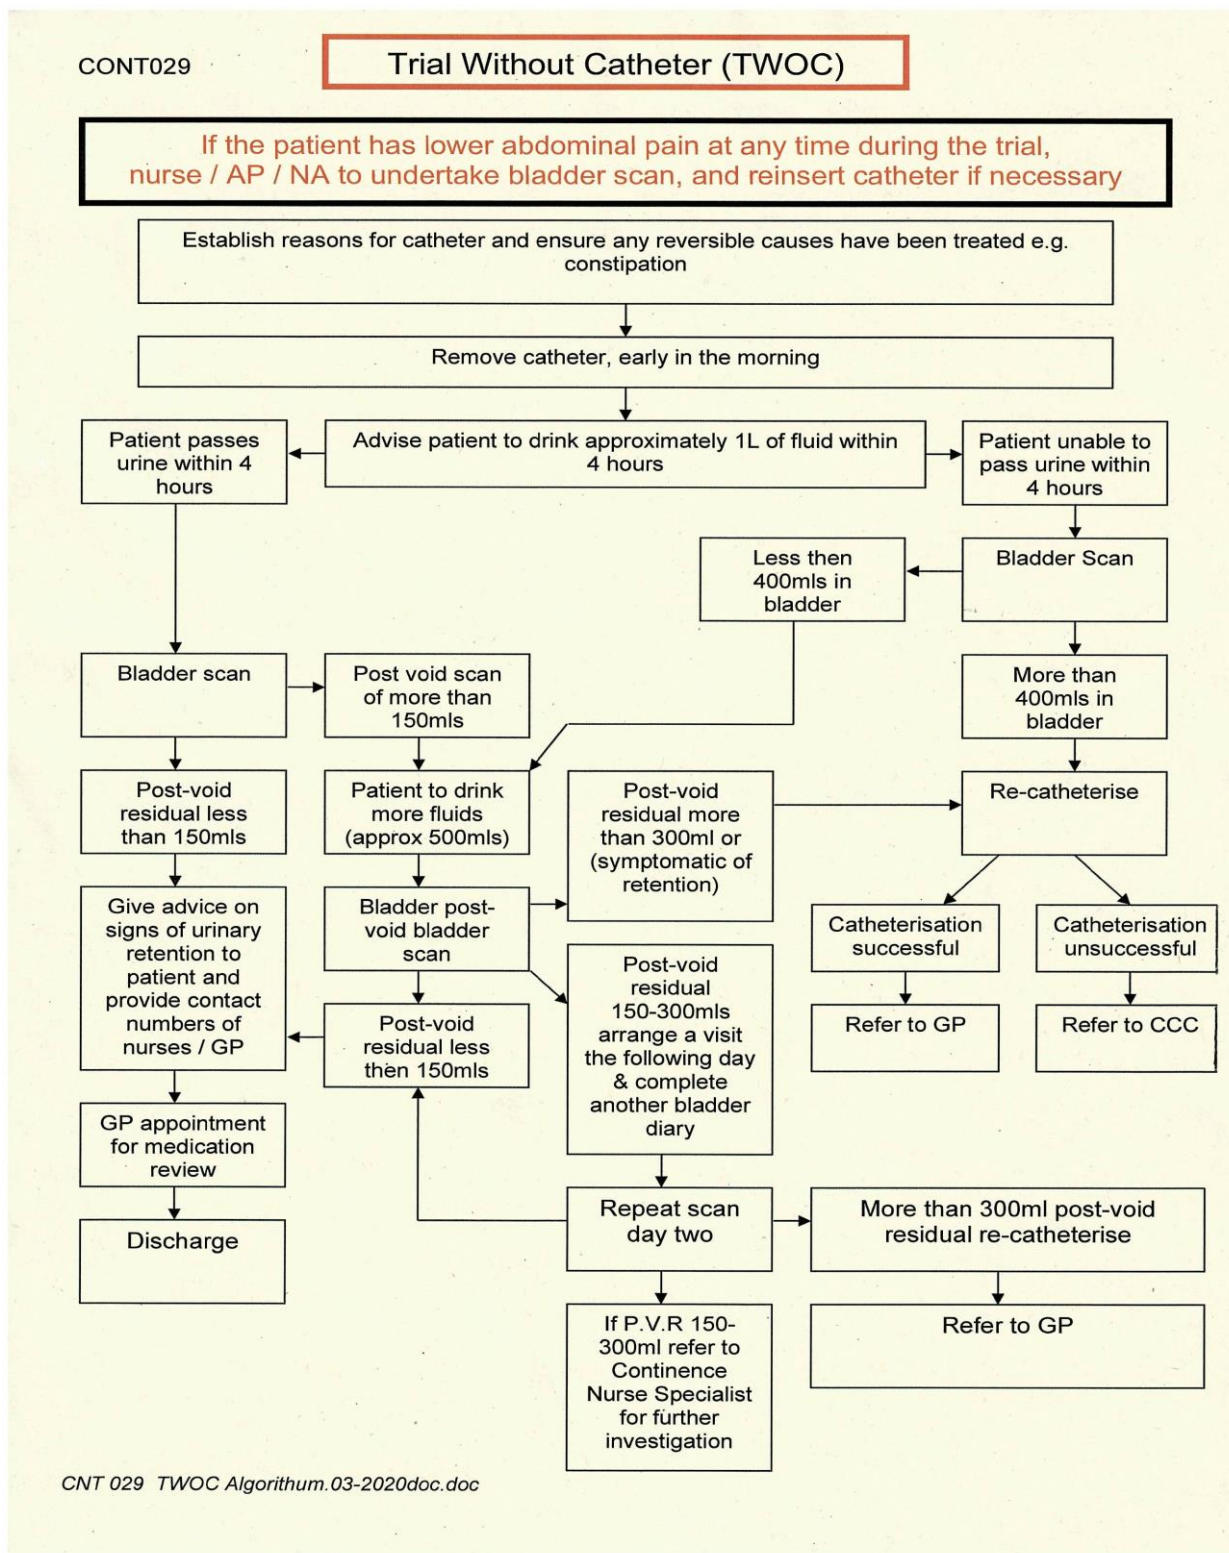 CONT029
Trial Without Catheter (TWOC)
If the patient has lower abdominal pain at any time during the trial,
nurse / AP / NA to undertake bladder scan, and reinsert catheter if necessary
Establish reasons for catheter and ensure any reversible causes have been treated e.g.
constipation
Remove catheter, early in the morning
Patient passes
urine within 4
hours
Advise patient to drink approximately 1L of fluid within
4 hours
Patient unable to
pass urine within
4 hours
Less then
400mls in
bladder
Bladder Scan
Bladder scan
Post void scan
of more than
150mls
More than
400mls in
bladder
Post-void
residual less
than 150mls
Patient to drink
more fluids
(approx 500mls)
Post-void
residual more
than 300ml or
(symptomatic of
retention)
Re-catheterise
Give advice on
signs of urinary
retention to
patient and
provide contact
numbers of
nurses / GP
Bladder post-
void bladder
scan
Catheterisation
successful
Catheterisation
unsuccessful
Post-void
residual
150-300mls
arrange a visit
the following day
& complete
another bladder
diary
Post-void
residual less
then 150mls
Refer to GP
Refer to CCC
GP appointment
for medication
review
Repeat scan
day two
More than 300ml post-void
residual re-catheterise
Discharge
If P.V.R 150-
300ml refer to
Continence
Nurse Specialist
for further
investigation
Refer to GP
CNT 029 TWOC Algorithum.03-2020doc.doc